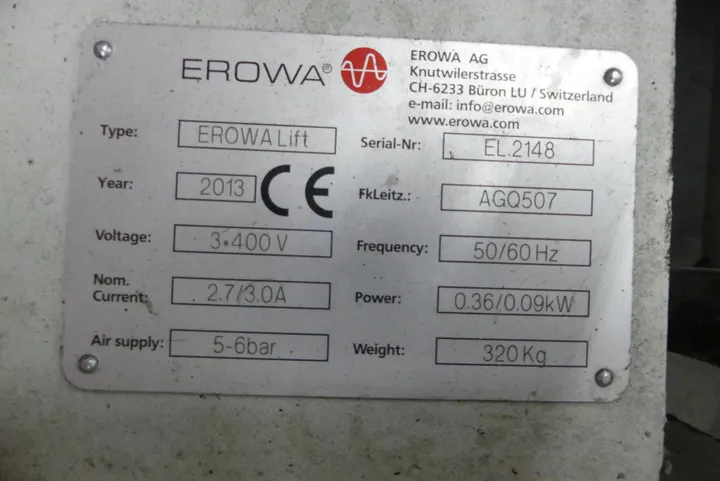 EROWA®
EROWA AG
Knutwilerstrasse
CH-6233 Büron LU / Switzerland
e-mail: info@erowa.com
www.erowa.com
Type: EROWA Lift
Serial-Nr: EL.2148
Year: 2013 CE
FkLeitz.: AGQ507
Voltage: 3*400 V
Frequency: 50/60 Hz
Nom.
Current: 2.7/3.0A
Power: 0.36/0.09kW
Air supply: 5-6bar
Weight: 320Kg